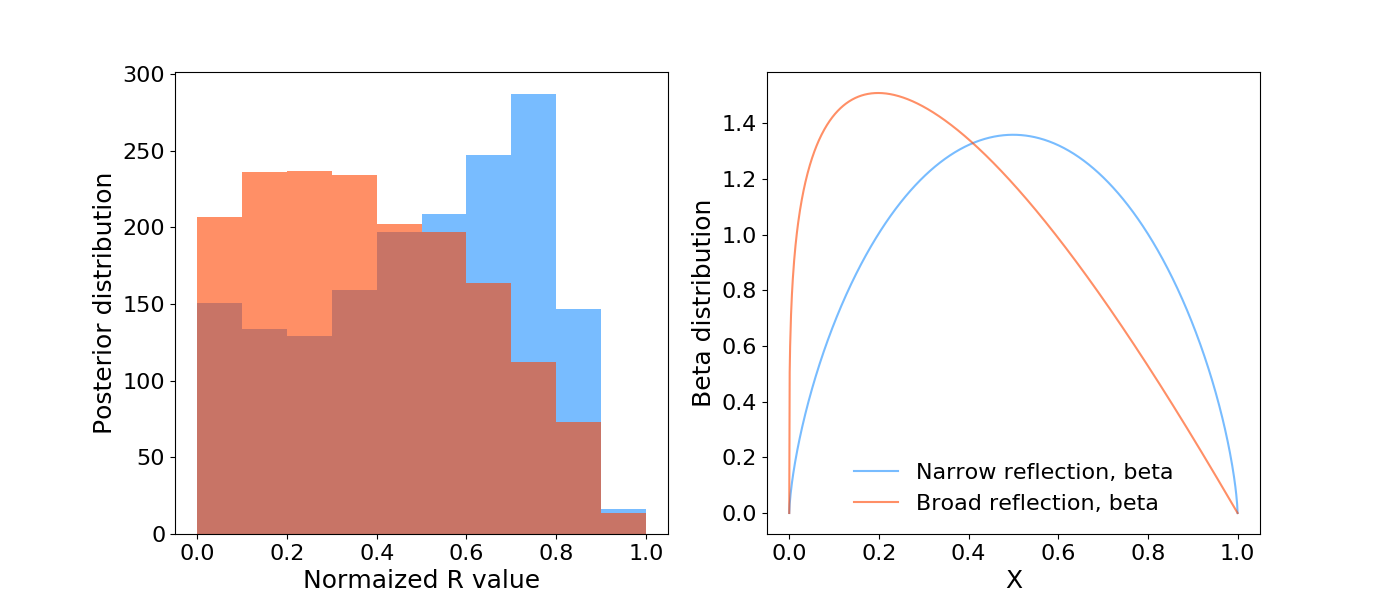 Posterior distribution
300
250
200
150
100
50
0
0.0 0.2 0.4 0.6 0.8 1.0
Normaized R value
Beta distribution
1.4
1.2
1.0
0.8
0.6
0.4
0.2
0.0
Narrow reflection, beta
Broad reflection, beta
0.0 0.2 0.4 0.6 0.8 1.0
X